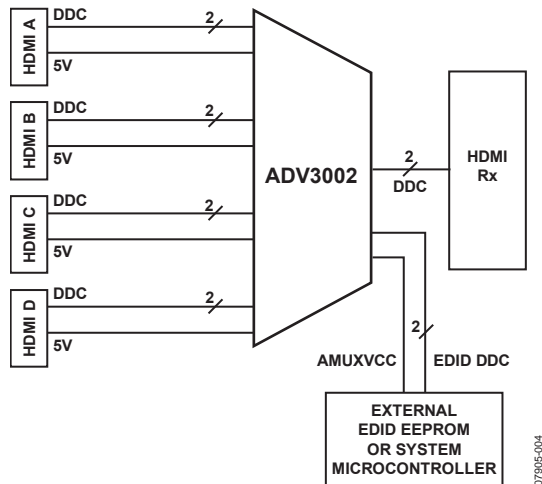 HDMI A
DDC
2
5V
HDMI B
DDC
2
5V
HDMI C
DDC
2
5V
HDMI D
DDC
2
5V
ADV3002
2
DDC
HDMI
Rx
2
AMUXVCC
EDID DDC
EXTERNAL
EDID EEPROM
OR SYSTEM
MICROCONTROLLER
07905-004